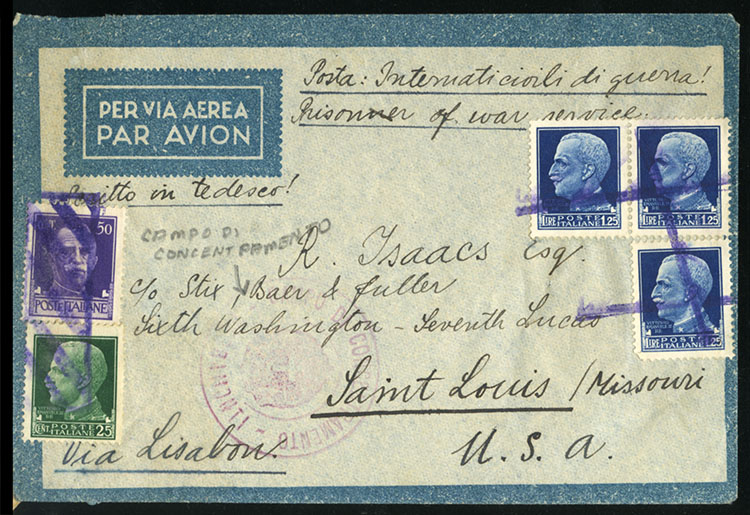 Posta: Internati civili di guerra!
Prisonner of war service.
PER VIA AEREA
PAR AVION
Scritto in tedesco!
CAMPO DI
CONCENTRAMENTO
R. Isaacs Esq.
c/o Stix, Baer & fuller
Sixth Washington - Seventh Lucas
Saint Louis / Missouri
U. S. A.
Via Lisabon.
50
POSTE ITALIANE
CENT. POSTE 25
ITALIANE
LIRE POSTE 1.25
ITALIANE
LIRE POSTE 1.25
ITALIANE
LIRE POSTE 1.25
ITALIANE